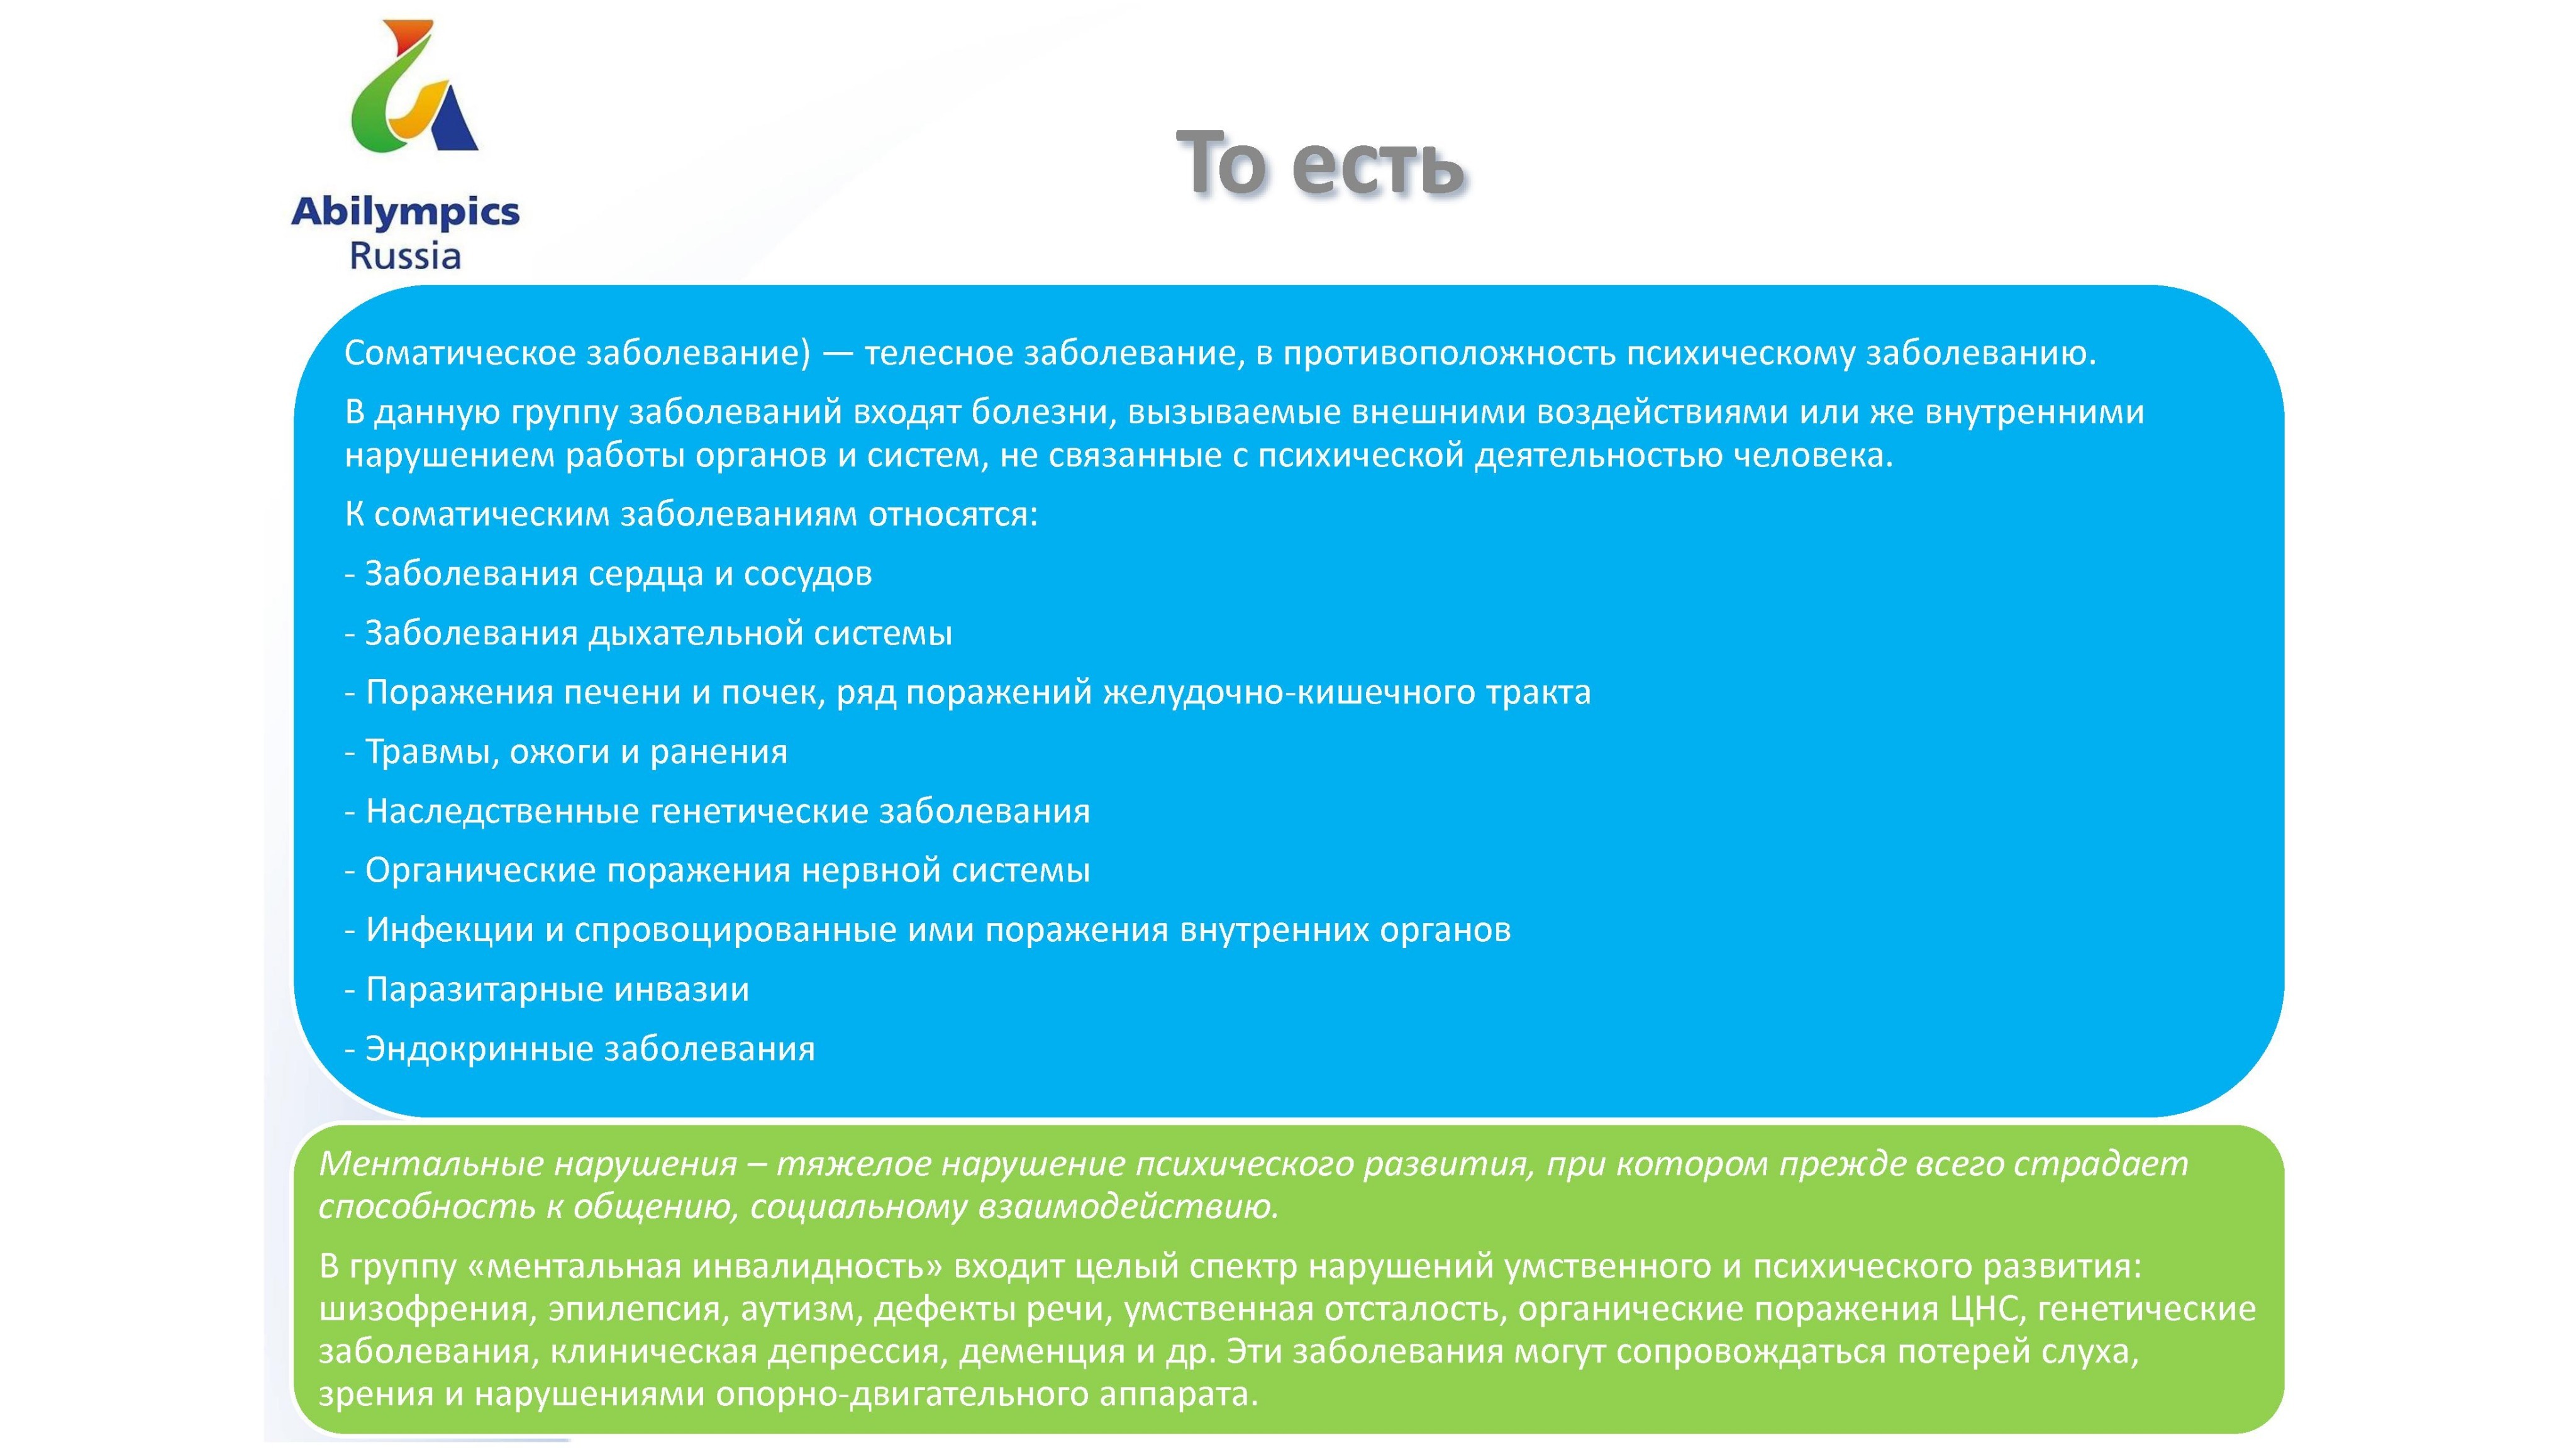 Abilympics
Russia
То есть
Соматическое заболевание) — телесное заболевание, в противоположность психическому заболеванию.
В данную группу заболеваний входят болезни, вызываемые внешними воздействиями или же внутренними
нарушением работы органов и систем, не связанные с психической деятельностью человека.
К соматическим заболеваниям относятся:
- Заболевания сердца и сосудов
- Заболевания дыхательной системы
- Поражения печени и почек, ряд поражений желудочно-кишечного тракта
- Травмы, ожоги и ранения
- Наследственные генетические заболевания
- Органические поражения нервной системы
- Инфекции и спровоцированные ими поражения внутренних органов
- Паразитарные инвазии
- Эндокринные заболевания
Ментальные нарушения – тяжелое нарушение психического развития, при котором прежде всего страдает
способность к общению, социальному взаимодействию.
В группу «ментальная инвалидность» входит целый спектр нарушений умственного и психического развития:
шизофрения, эпилепсия, аутизм, дефекты речи, умственная отсталость, органические поражения ЦНС, генетические
заболевания, клиническая депрессия, деменция и др. Эти заболевания могут сопровождаться потерей слуха,
зрения и нарушениями опорно-двигательного аппарата.